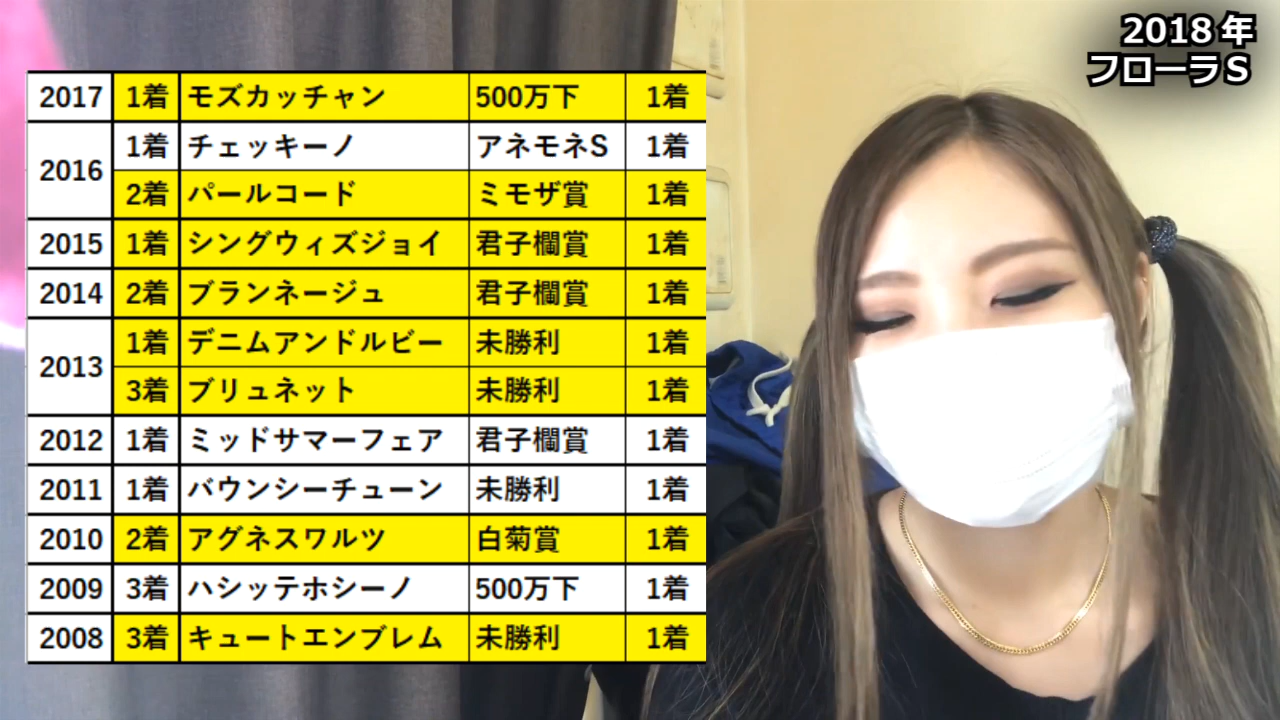 2018年
フローラS
2017 1着 モズカッチャン 500万下 1着
2016 1着 チェッキーノ アネモネS 1着
2着 パールコード ミモザ賞 1着
2015 1着 シングウィズジョイ 君子欄賞 1着
2014 2着 ブランネージュ 君子欄賞 1着
2013 1着 デニムアンドルビー 未勝利 1着
3着 ブリュネット 未勝利 1着
2012 1着 ミッドサマーフェア 君子欄賞 1着
2011 1着 バウンシーチューン 未勝利 1着
2010 2着 アグネスワルツ 白菊賞 1着
2009 3着 ハシッテホシーノ 500万下 1着
2008 3着 キュートエンブレム 未勝利 1着